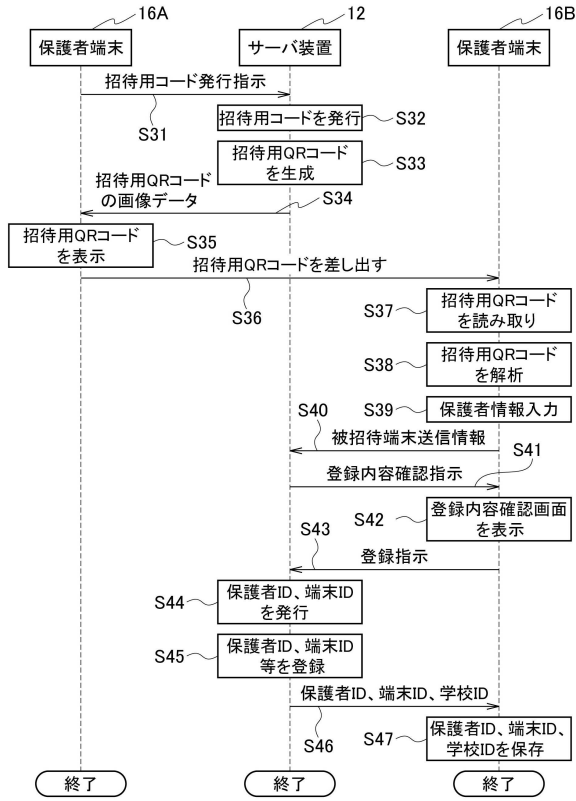 16A
12
16B
保護者端末
サーバ装置
保護者端末
招待用コード発行指示
S31
招待用コードを発行
S32
招待用QRコード
を生成
S33
招待用QRコード
の画像データ
S34
招待用QRコード
を表示
S35
招待用QRコードを差し出す
S36
S37
招待用QRコード
を読み取り
S38
招待用QRコード
を解析
S39
保護者情報入力
S40
被招待端末送信情報
S41
登録内容確認指示
S42
登録内容確認画面
を表示
S43
登録指示
S44
保護者ID、端末ID
を発行
S45
保護者ID、端末ID
等を登録
保護者ID、端末ID、学校ID
S46
S47
保護者ID、端末ID、
学校IDを保存
終了
終了
終了